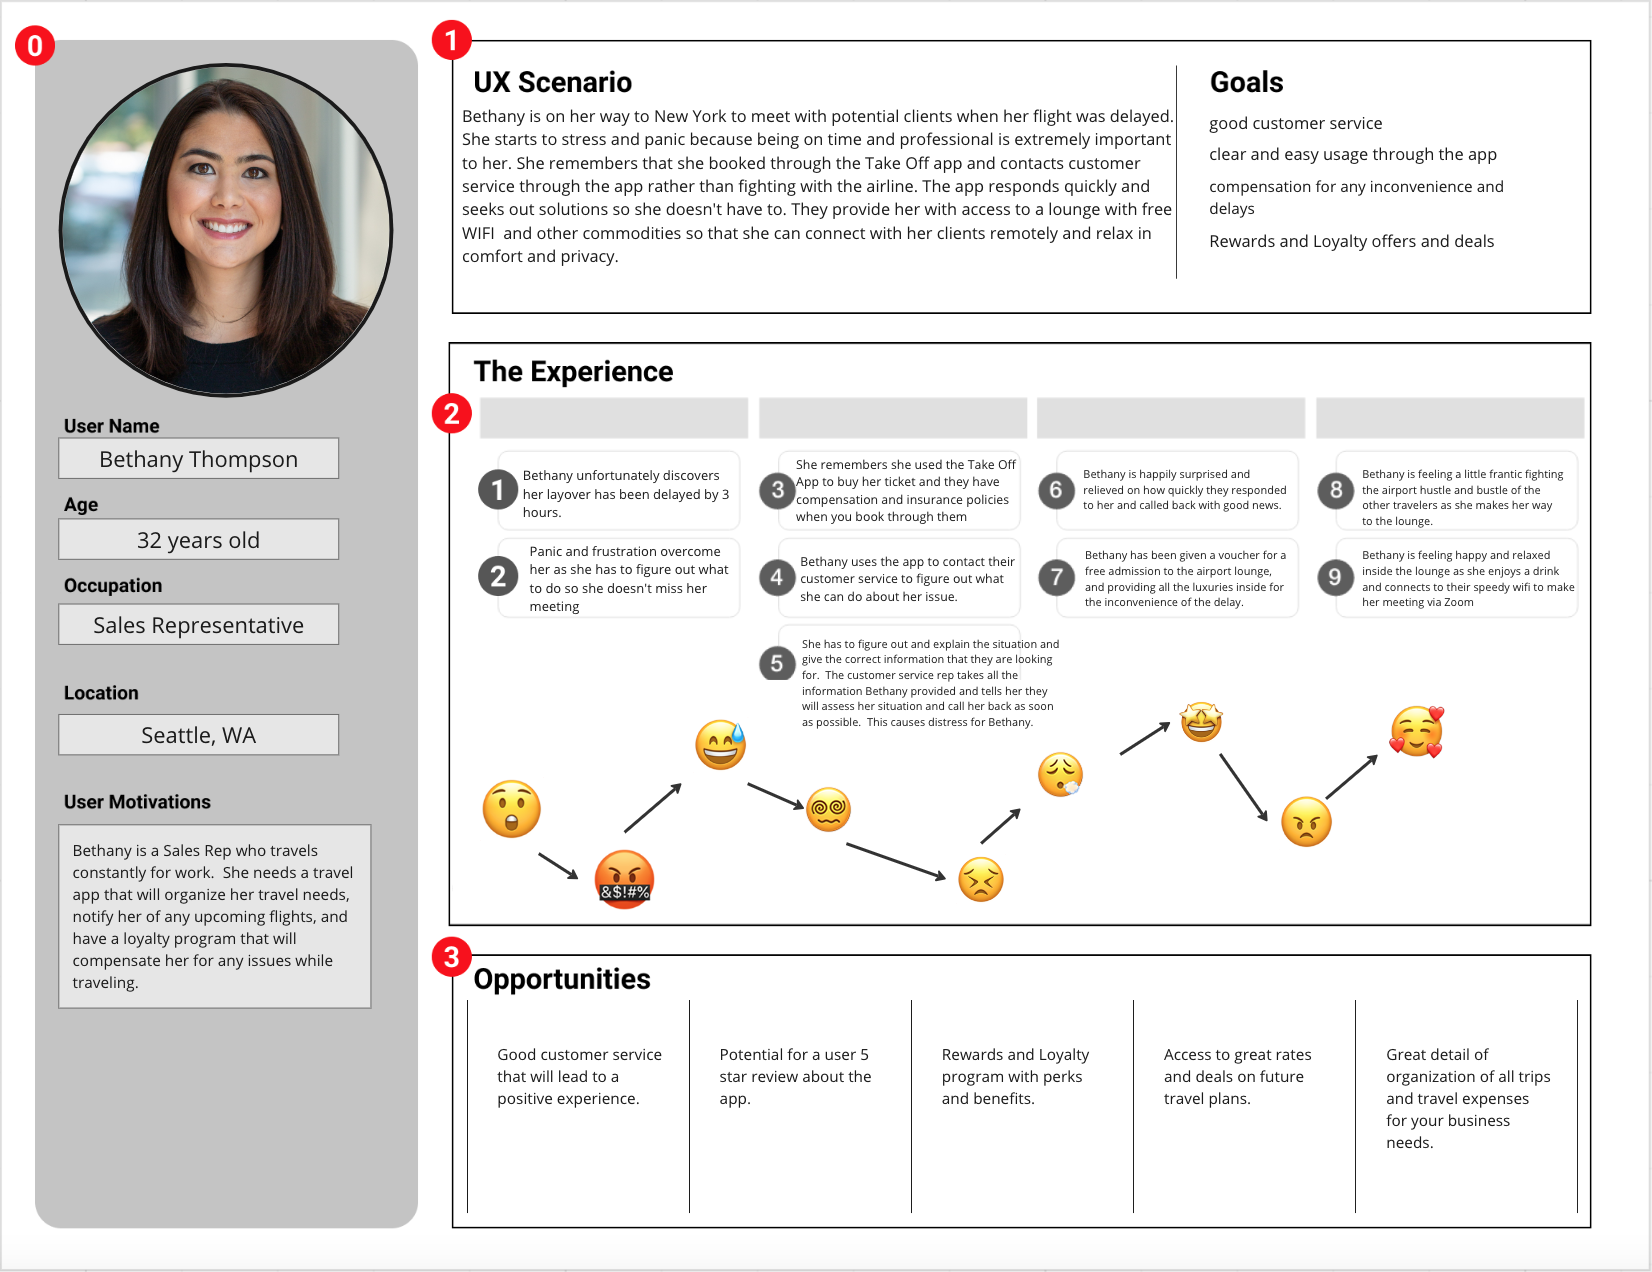 0
User Name
Bethany Thompson
Age
32 years old
Occupation
Sales Representative
Location
Seattle, WA
User Motivations
Bethany is a Sales Rep who travels
constantly for work.  She needs a travel
app that will organize her travel needs,
notify her of any upcoming flights, and
have a loyalty program that will
compensate her for any issues while
traveling.
1
UX Scenario
Bethany is on her way to New York to meet with potential clients when her flight was delayed.
She starts to stress and panic because being on time and professional is extremely important
to her. She remembers that she booked through the Take Off app and contacts customer
service through the app rather than fighting with the airline. The app responds quickly and
seeks out solutions so she doesn't have to. They provide her with access to a lounge with free
WIFI  and other commodities so that she can connect with her clients remotely and relax in
comfort and privacy.
Goals
good customer service
clear and easy usage through the app
compensation for any inconvenience and
delays
Rewards and Loyalty offers and deals
The Experience
2
1
Bethany unfortunately discovers
her layover has been delayed by 3
hours.
2
Panic and frustration overcome
her as she has to figure out what
to do so she doesn't miss her
meeting
3
She remembers she used the Take Off
App to buy her ticket and they have
compensation and insurance policies
when you book through them
4
Bethany uses the app to contact their
customer service to figure out what
she can do about her issue.
5
She has to figure out and explain the situation and
give the correct information that they are looking
for.  The customer service rep takes all the
information Bethany provided and tells her they
will assess her situation and call her back as soon
as possible.  This causes distress for Bethany.
6
Bethany is happily surprised and
relieved on how quickly they responded
to her and called back with good news.
7
Bethany has been given a voucher for a
free admission to the airport lounge,
and providing all the luxuries inside for
the inconvenience of the delay.
8
Bethany is feeling a little frantic fighting
the airport hustle and bustle of the
other travelers as she makes her way
to the lounge.
9
Bethany is feeling happy and relaxed
inside the lounge as she enjoys a drink
and connects to their speedy wifi to make
her meeting via Zoom
&$!#%
3
Opportunities
Good customer service
that will lead to a
positive experience.
Potential for a user 5
star review about the
app.
Rewards and Loyalty
program with perks
and benefits.
Access to great rates
and deals on future
travel plans.
Great detail of
organization of all trips
and travel expenses
for your business
needs.